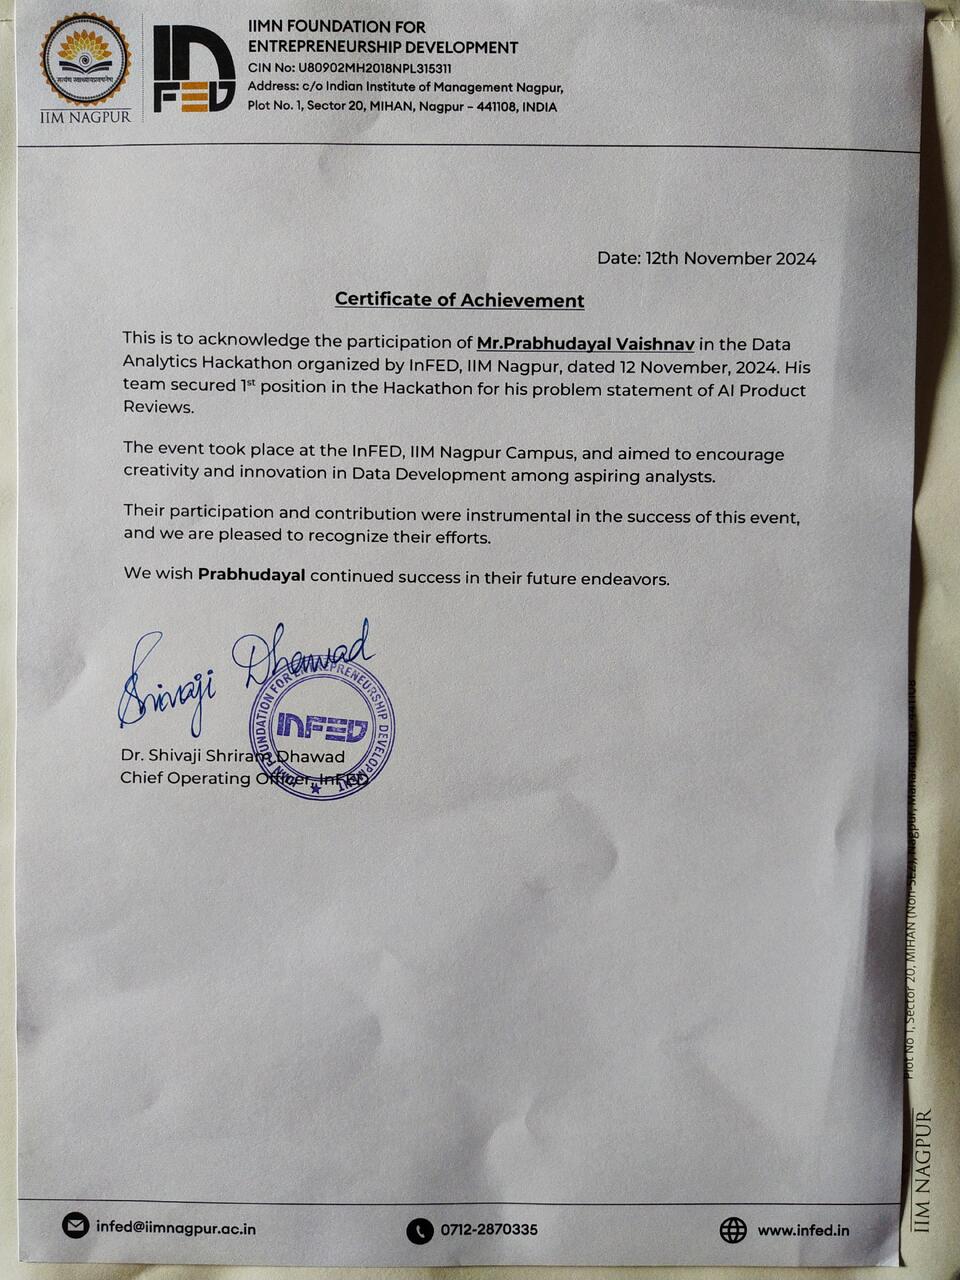 IIMN FOUNDATION FOR
ENTREPRENEURSHIP DEVELOPMENT
CIN No: U80902MH2018NPL315311
Address: c/o Indian Institute of Management Nagpur,
Plot No. 1, Sector 20, MIHAN, Nagpur – 441108, INDIA
IIM NAGPUR
InFED
Date: 12th November 2024
Certificate of Achievement
This is to acknowledge the participation of Mr.Prabhudayal Vaishnav in the Data
Analytics Hackathon organized by InFED, IIM Nagpur, dated 12 November, 2024. His
team secured 1st position in the Hackathon for his problem statement of AI Product
Reviews.
The event took place at the InFED, IIM Nagpur Campus, and aimed to encourage
creativity and innovation in Data Development among aspiring analysts.
Their participation and contribution were instrumental in the success of this event,
and we are pleased to recognize their efforts.
We wish Prabhudayal continued success in their future endeavors.
Shivaji Dhawad
INFED
FOUNDATION FOR ENTREPRENEURSHIP DEVELOPMENT
Dr. Shivaji Shriram Dhawad
Chief Operating Officer, InFED
infed@iimnagpur.ac.in
0712-2870335
www.infed.in
Plot No 1, Sector 20, MIHAN (Non-SEZ), Nagpur, Maharashtra - 441108
IIM NAGPUR